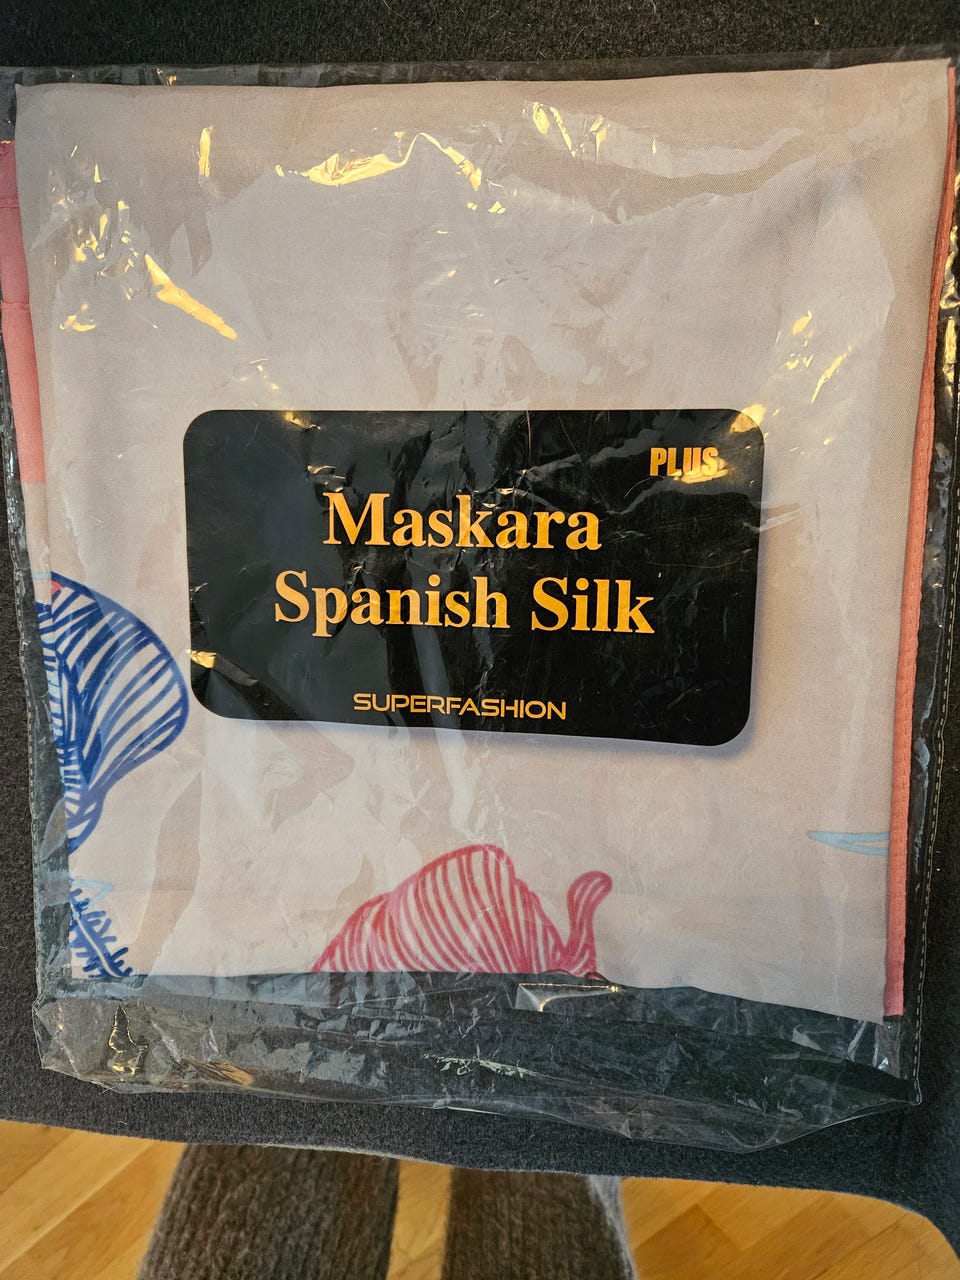 PLUS
Maskara
Spanish Silk
SUPERFASHION